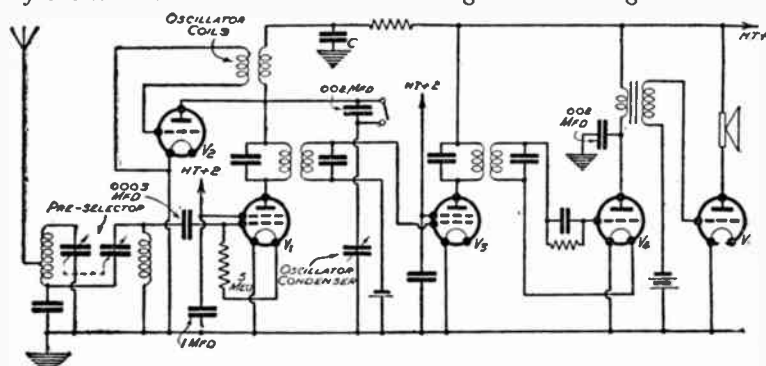 OSCILLATOR
COILS
C
HT+
.002 MFD
HT+2
V2
HT+2
.002
MFD
.0003
MFD
PRE-SELECTOR
V1
V3
V4
V
5
MEG
OSCILLATOR
CONDENSER
1 MFD